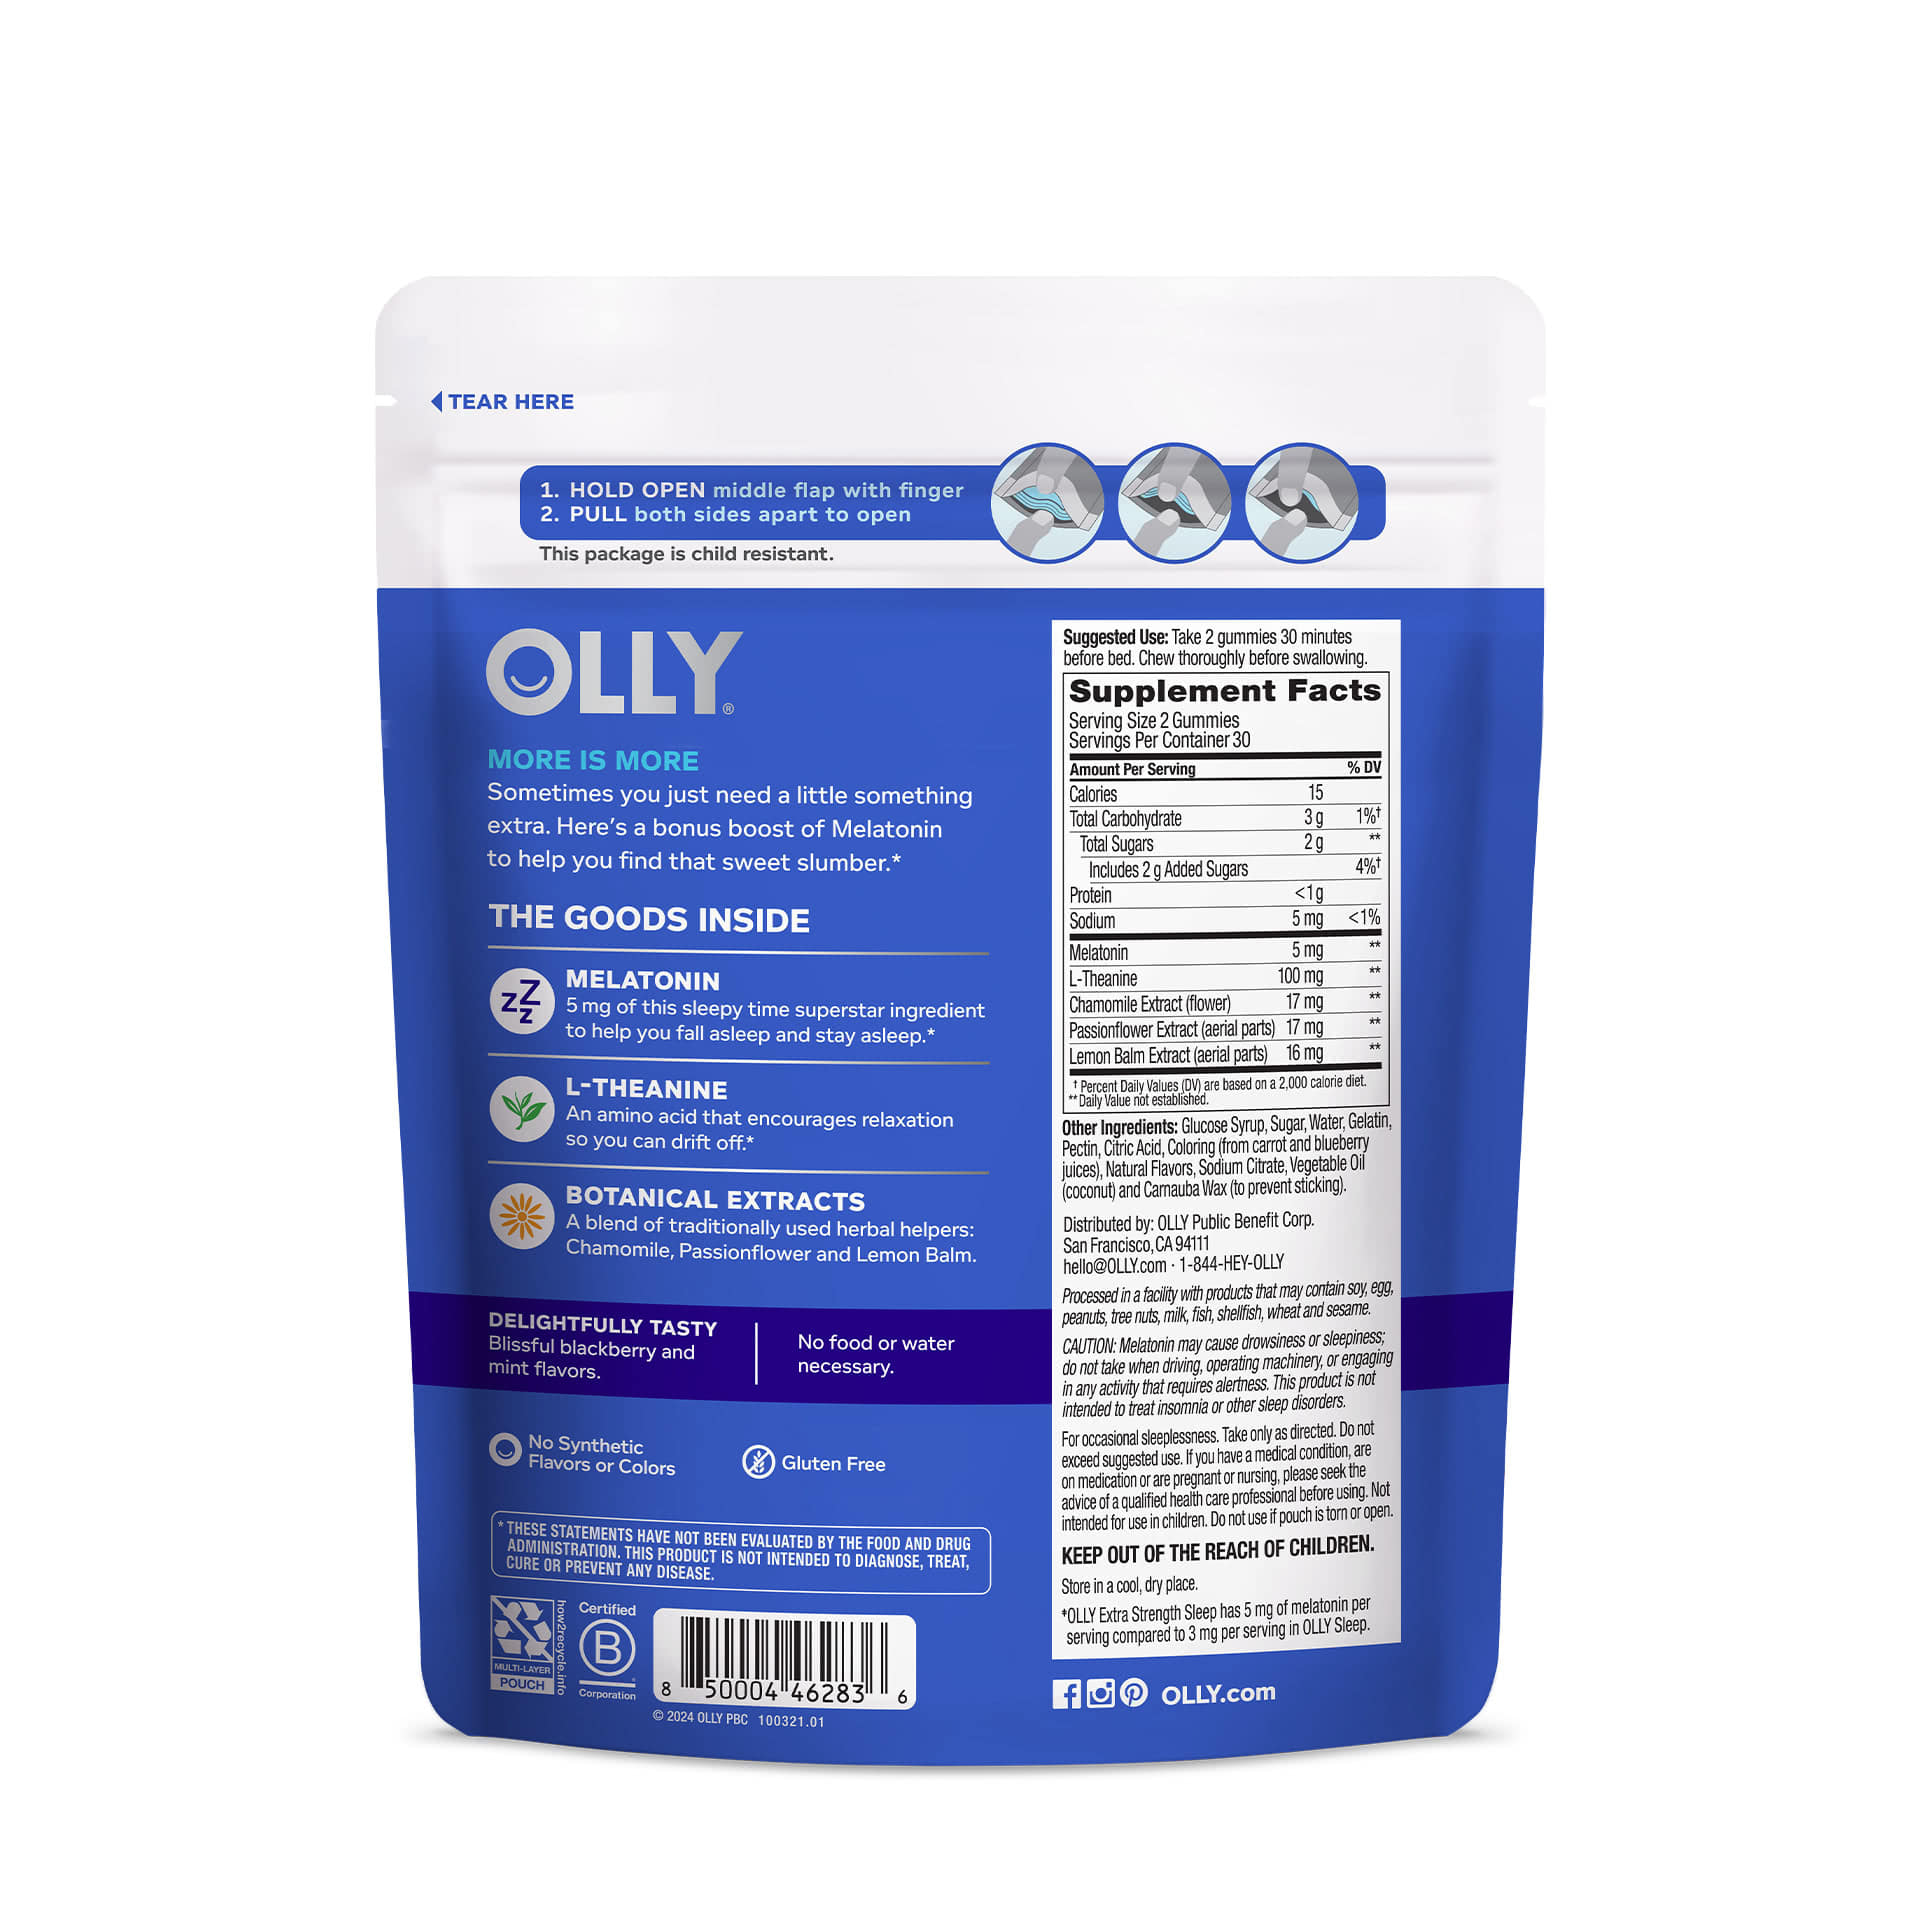 TEAR HERE
1. HOLD OPEN middle flap with finger
2. PULL both sides apart to open
This package is child resistant.
OLLY®
MORE IS MORE
Sometimes you just need a little something
extra. Here's a bonus boost of Melatonin
to help you find that sweet slumber.*
THE GOODS INSIDE
zZz
MELATONIN
5 mg of this sleepy time superstar ingredient
to help you fall asleep and stay asleep.*
L-THEANINE
An amino acid that encourages relaxation
so you can drift off.*
BOTANICAL EXTRACTS
A blend of traditionally used herbal helpers:
Chamomile, Passionflower and Lemon Balm.
DELIGHTFULLY TASTY
Blissful blackberry and
mint flavors.
No food or water
necessary.
No Synthetic
Flavors or Colors
Gluten Free
* THESE STATEMENTS HAVE NOT BEEN EVALUATED BY THE FOOD AND DRUG
ADMINISTRATION. THIS PRODUCT IS NOT INTENDED TO DIAGNOSE, TREAT,
CURE OR PREVENT ANY DISEASE.
MULTI-LAYER
POUCH
how2recycle.info
Certified
B
Corporation
8 50004 46283 6
© 2024 OLLY PBC 100321.01
Suggested Use: Take 2 gummies 30 minutes
before bed. Chew thoroughly before swallowing.
Supplement Facts
Serving Size 2 Gummies
Servings Per Container 30
Amount Per Serving % DV
Calories 15
Total Carbohydrate 3 g 1%†
Total Sugars 2 g **
Includes 2 g Added Sugars 4%†
Protein <1 g
Sodium 5 mg <1%
Melatonin 5 mg **
L-Theanine 100 mg **
Chamomile Extract (flower) 17 mg **
Passionflower Extract (aerial parts) 17 mg **
Lemon Balm Extract (aerial parts) 16 mg **
† Percent Daily Values (DV) are based on a 2,000 calorie diet.
** Daily Value not established.
Other Ingredients: Glucose Syrup, Sugar, Water, Gelatin,
Pectin, Citric Acid, Coloring (from carrot and blueberry
juices), Natural Flavors, Sodium Citrate, Vegetable Oil
(coconut) and Carnauba Wax (to prevent sticking).
Distributed by: OLLY Public Benefit Corp.
San Francisco, CA 94111
hello@OLLY.com · 1-844-HEY-OLLY
Processed in a facility with products that may contain soy, egg,
peanuts, tree nuts, milk, fish, shellfish, wheat and sesame.
CAUTION: Melatonin may cause drowsiness or sleepiness;
do not take when driving, operating machinery, or engaging
in any activity that requires alertness. This product is not
intended to treat insomnia or other sleep disorders.
For occasional sleeplessness. Take only as directed. Do not
exceed suggested use. If you have a medical condition, are
on medication or are pregnant or nursing, please seek the
advice of a qualified health care professional before using. Not
intended for use in children. Do not use if pouch is torn or open.
KEEP OUT OF THE REACH OF CHILDREN.
Store in a cool, dry place.
‡OLLY Extra Strength Sleep has 5 mg of melatonin per
serving compared to 3 mg per serving in OLLY Sleep.
OLLY.com